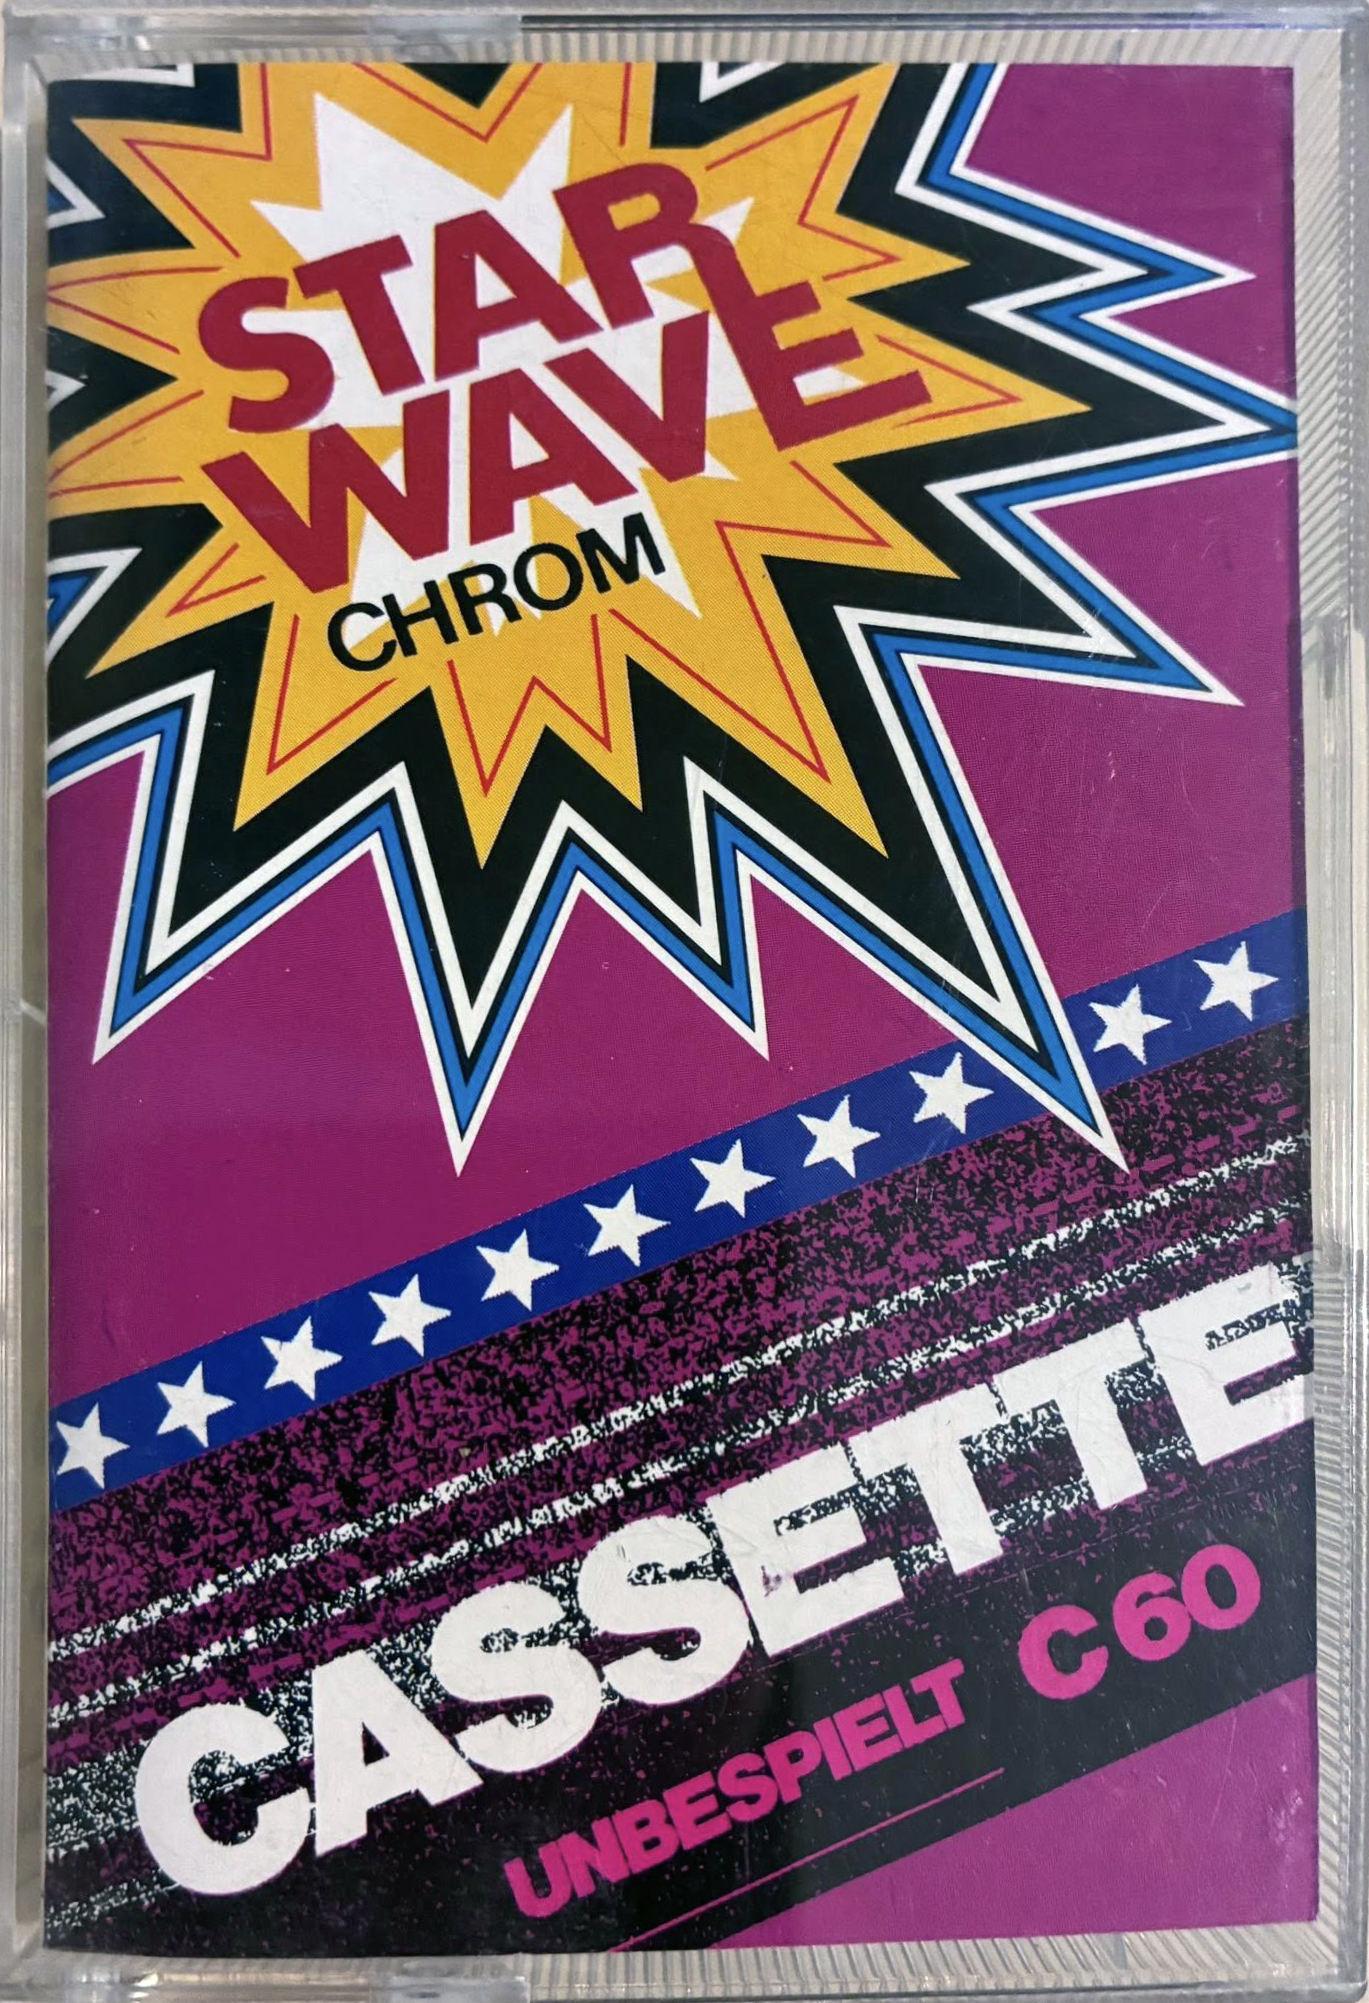 STAR
WAVE
CHROM
CASSETTE
UNBESPIELT C60